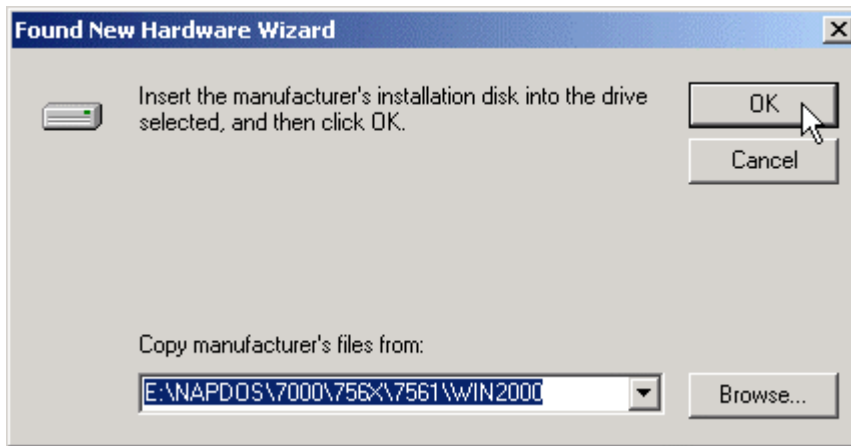 Found New Hardware Wizard
Insert the manufacturer's installation disk into the drive
selected, and then click OK.
OK
Cancel
Copy manufacturer's files from:
E:\NAPDOS\7000\756X\7561\WIN2000
Browse...